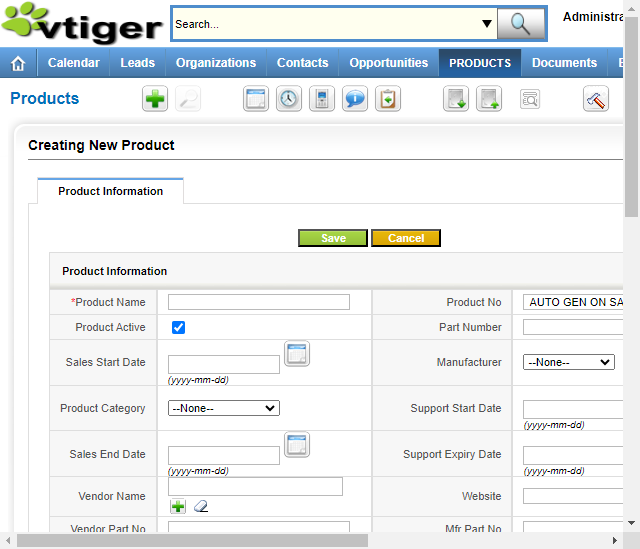 vtiger
Search...
Administra
Calendar Leads Organizations Contacts Opportunities PRODUCTS Documents
Products
Creating New Product
Product Information
Save Cancel
Product Information
*Product Name Product No AUTO GEN ON SA
Product Active Part Number
Sales Start Date Manufacturer --None--
(yyyy-mm-dd)
Product Category --None-- Support Start Date
(yyyy-mm-dd)
Sales End Date Support Expiry Date
(yyyy-mm-dd) (yyyy-mm-dd)
Vendor Name Website
Vendor Part No Mfr Part No